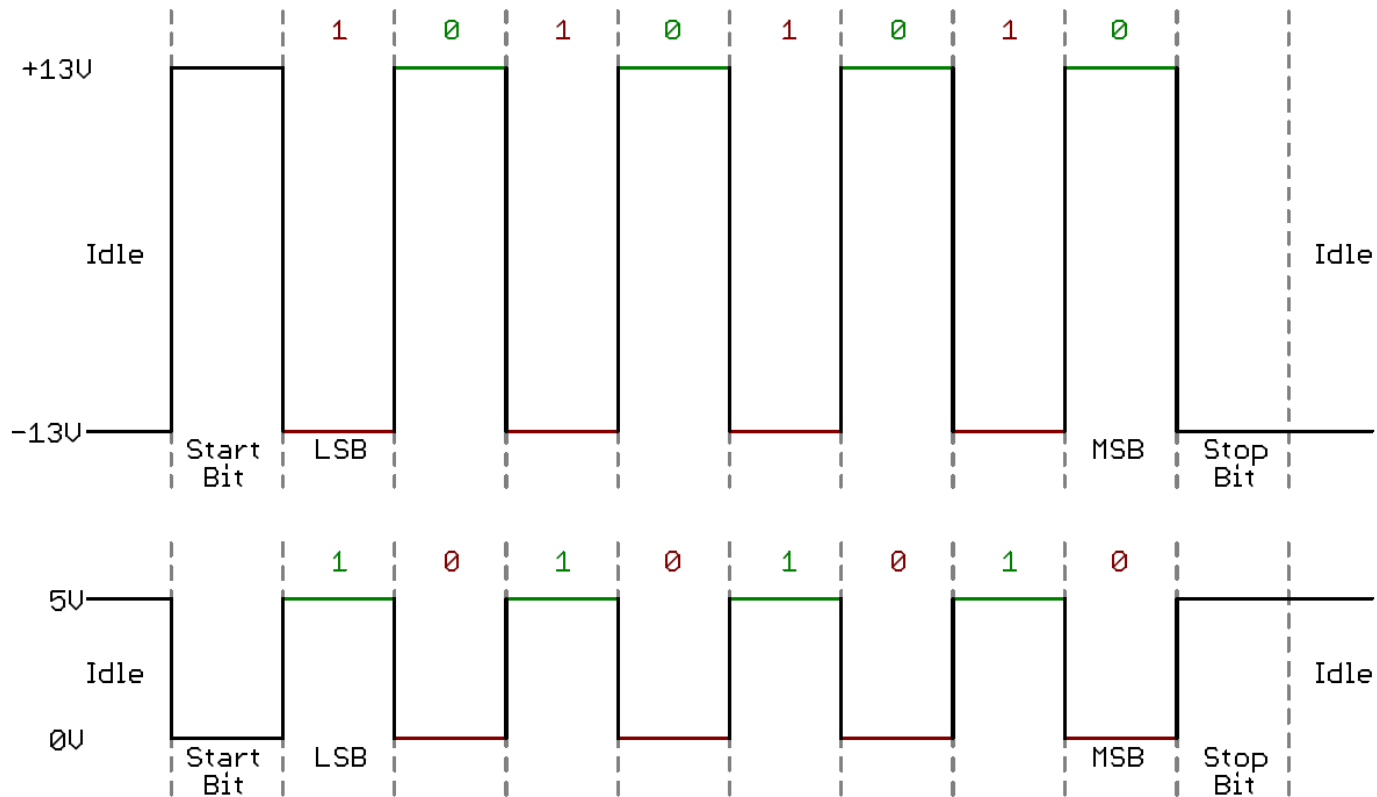 1 0 1 0 1 0 1 0
+13V
Idle Idle
-13V
Start LSB MSB Stop
Bit Bit
1 0 1 0 1 0 1 0
5V
Idle Idle
0V
Start LSB MSB Stop
Bit Bit